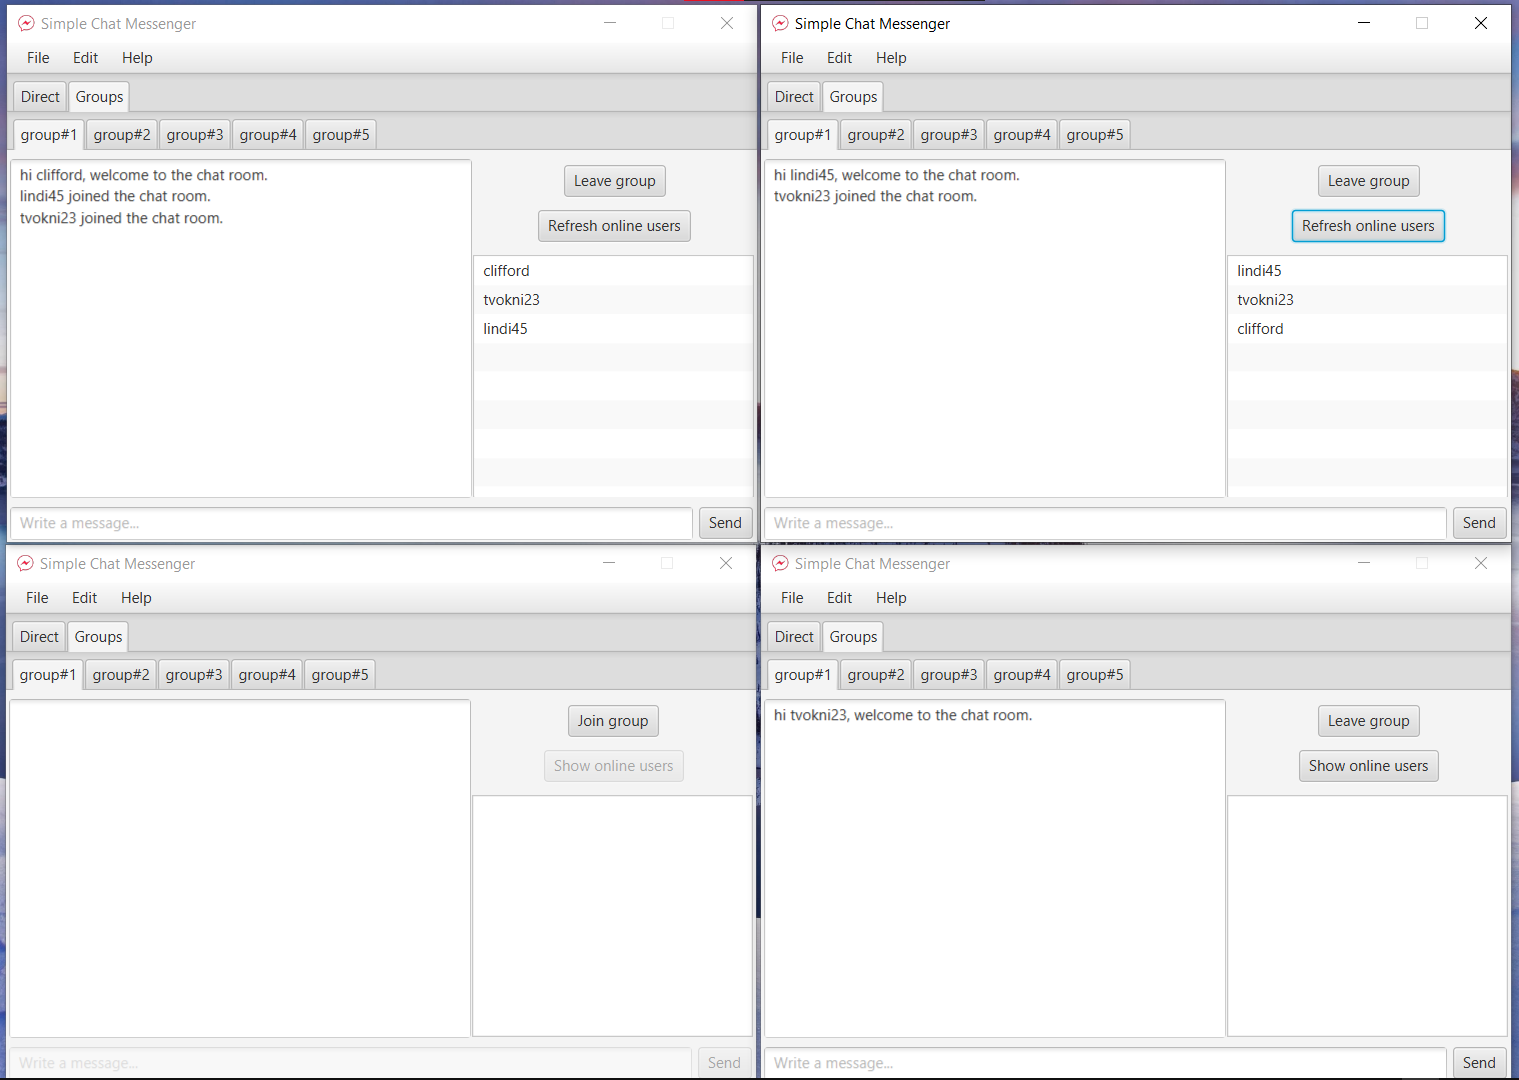 Simple Chat Messenger
File Edit Help
Direct Groups
group#1 group#2 group#3 group#4 group#5
hi clifford, welcome to the chat room.
lindi45 joined the chat room.
tvokni23 joined the chat room.
Leave group
Refresh online users
clifford
tvokni23
lindi45
Write a message...
Send
Simple Chat Messenger
File Edit Help
Direct Groups
group#1 group#2 group#3 group#4 group#5
hi lindi45, welcome to the chat room.
tvokni23 joined the chat room.
Leave group
Refresh online users
lindi45
tvokni23
clifford
Write a message...
Send
Simple Chat Messenger
File Edit Help
Direct Groups
group#1 group#2 group#3 group#4 group#5
Join group
Show online users
Write a message...
Send
Simple Chat Messenger
File Edit Help
Direct Groups
group#1 group#2 group#3 group#4 group#5
hi tvokni23, welcome to the chat room.
Leave group
Show online users
Write a message...
Send